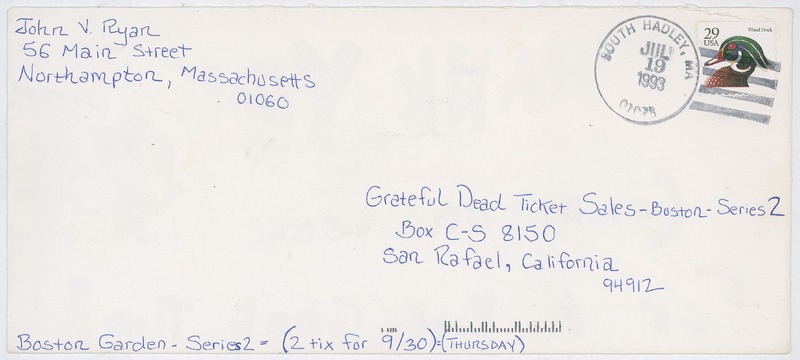 John V. Ryan
56 Main Street
Northampton, Massachusetts
01060
SOUTH HADLEY, MA
JUL
19
1993
01075
29
USA
Wood Duck
Grateful Dead Ticket Sales-Boston-Series 2
Box C-S 8150
San Rafael, California
94912
Boston Garden - Series 2 = (2 tix for 9/30)=(THURSDAY)